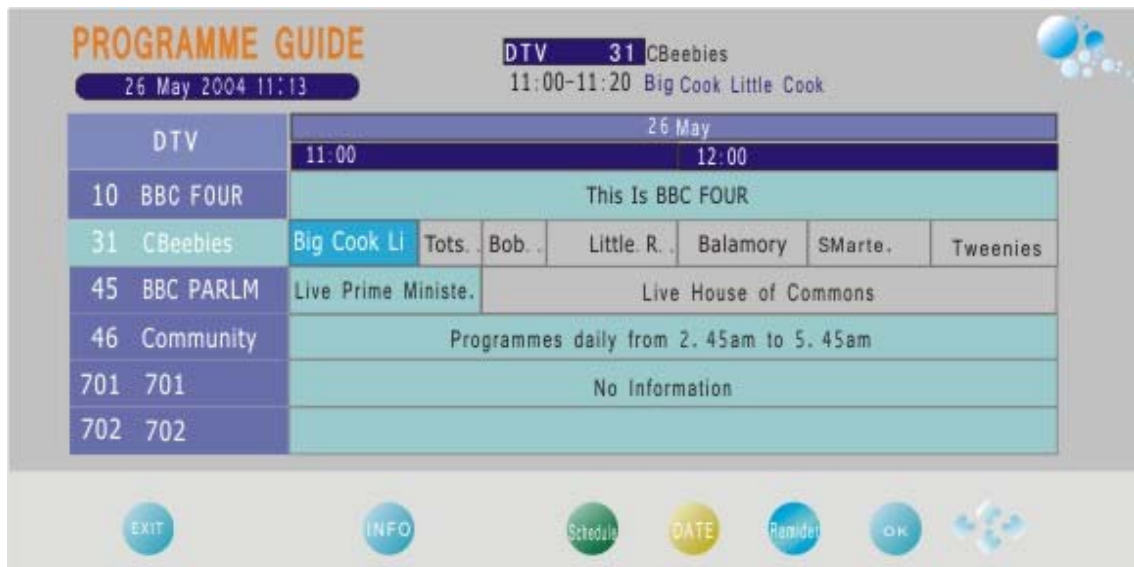 PROGRAMME GUIDE
26 May 2004 11:13
DTV 31 CBeebies
11:00-11:20 Big Cook Little Cook
DTV
26 May
11:00 12:00
10 BBC FOUR This Is BBC FOUR
31 CBeebies Big Cook Li Tots. . Bob. . Little. R. . Balamory SMarte. Tweenies
45 BBC PARLM Live Prime Ministe. Live House of Commons
46 Community Programmes daily from 2. 45am to 5. 45am
701 701 No Information
702 702
EXIT INFO Schedule DATE Ramider OK